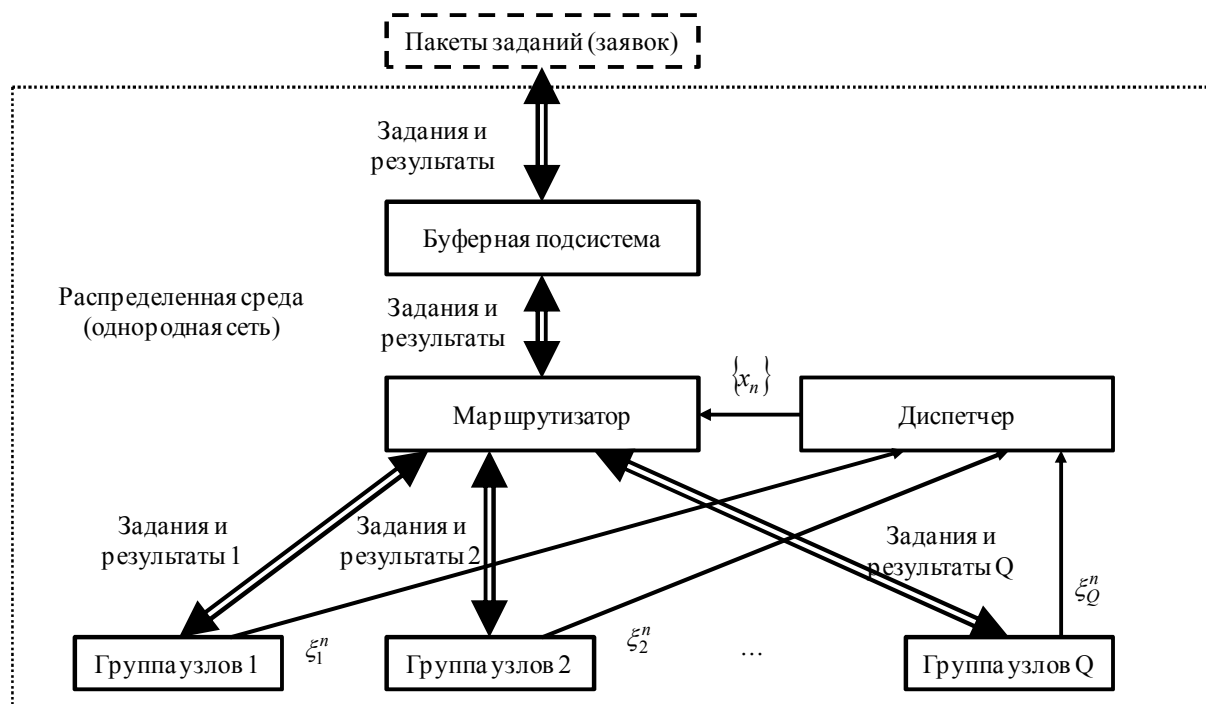 Пакеты заданий (заявок)
Задания и
результаты
Буферная подсистема
Распределенная среда
(однородная сеть)
Задания и
результаты
{x_n}
Маршрутизатор
Диспетчер
Задания и
результаты 1
Задания и
результаты 2
Задания и
результаты Q
ξ_1^n
ξ_2^n
ξ_Q^n
Группа узлов 1
Группа узлов 2
...
Группа узлов Q